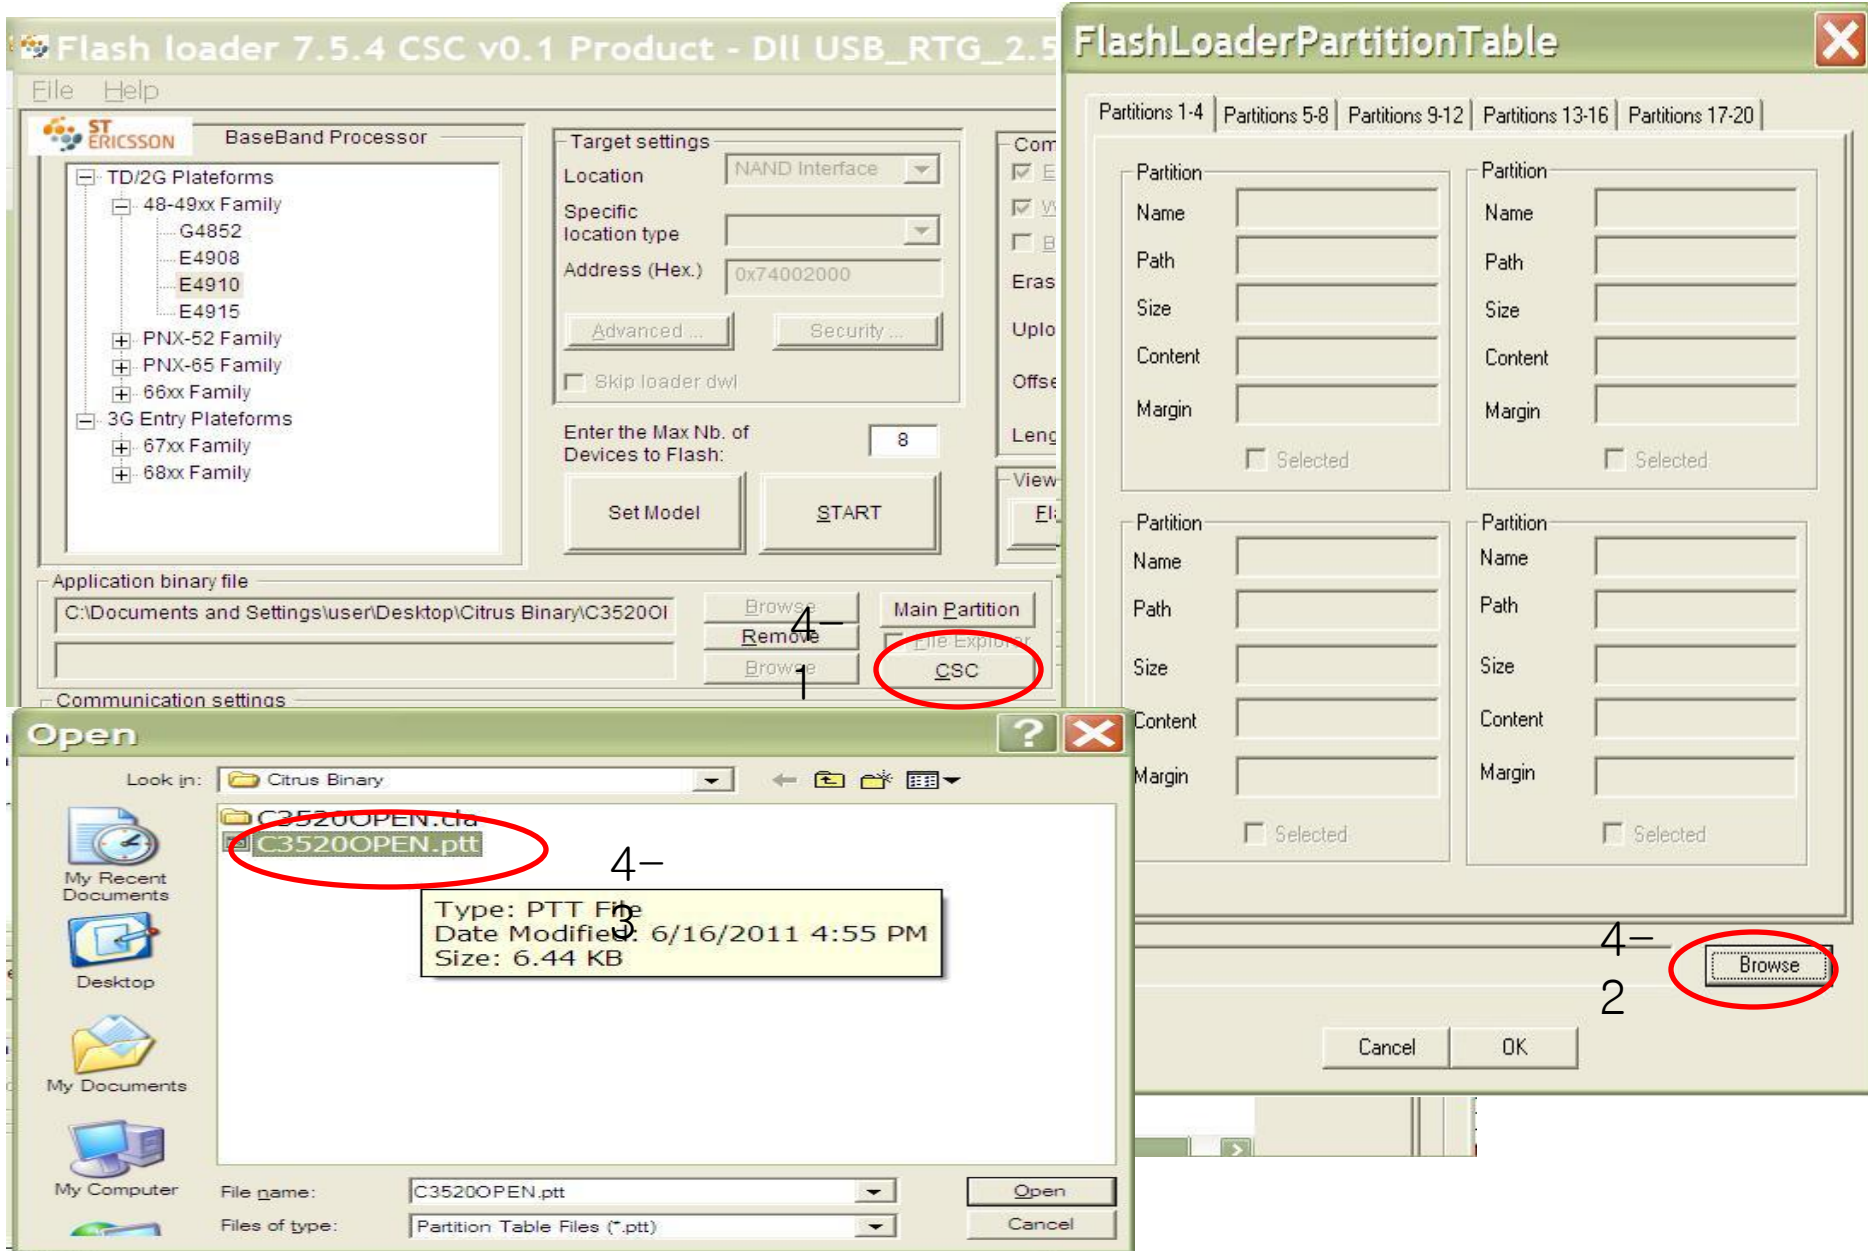 Flash loader 7.5.4 CSC v0.1 Product - Dll USB_RTG_2.5
File Help
ST
ERICSSON
BaseBand Processor
TD/2G Plateforms
48-49xx Family
G4852
E4908
E4910
E4915
PNX-52 Family
PNX-65 Family
66xx Family
3G Entry Plateforms
67xx Family
68xx Family
Target settings
Location
NAND Interface
Specific
location type
Address (Hex.)
0x74002000
Advanced ...
Security ...
Skip loader dwl
Enter the Max Nb. of
Devices to Flash:
8
Set Model
START
Com
E
W
B
Eras
Uplo
Offse
Leng
View
Fl
Application binary file
C:\Documents and Settings\user\Desktop\Citrus Binary\C3520OI
Browse
Main Partition
Remove
File Explorer
Browse
CSC
4-
1
Communication settings
FlashLoaderPartitionTable
Partitions 1-4
Partitions 5-8
Partitions 9-12
Partitions 13-16
Partitions 17-20
Partition
Name
Path
Size
Content
Margin
Selected
Partition
Name
Path
Size
Content
Margin
Selected
Partition
Name
Path
Size
Content
Margin
Selected
Partition
Name
Path
Size
Content
Margin
Selected
4-
2
Browse
Cancel
OK
Open
Look in:
Citrus Binary
C3520OPEN.cla
C3520OPEN.ptt
4-
3
Type: PTT File
Date Modified: 6/16/2011 4:55 PM
Size: 6.44 KB
My Recent
Documents
Desktop
My Documents
My Computer
File name:
C3520OPEN.ptt
Open
Files of type:
Partition Table Files (*.ptt)
Cancel